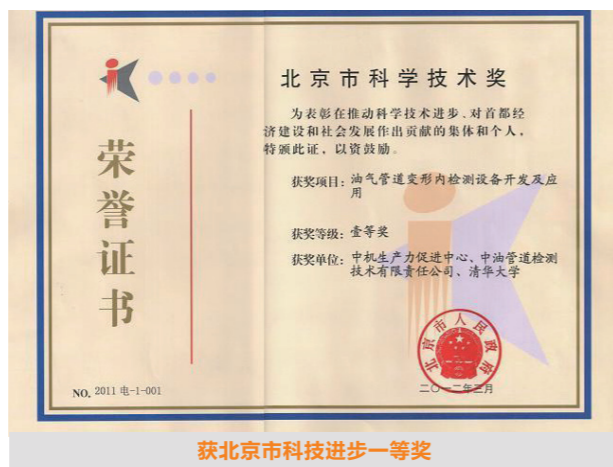 荣誉证书
NO. 2011 电-1-001
北京市科学技术奖
为表彰在推动科学技术进步、对首都经
济建设和社会发展作出贡献的集体和个人，
特颁此证，以资鼓励。
获奖项目：油气管道变形内检测设备开发及应
用
获奖等级：壹等奖
获奖单位：中机生产力促进中心、中油管道检测
技术有限责任公司、清华大学
北京市人民政府
二〇一二年三月
获北京市科技进步一等奖